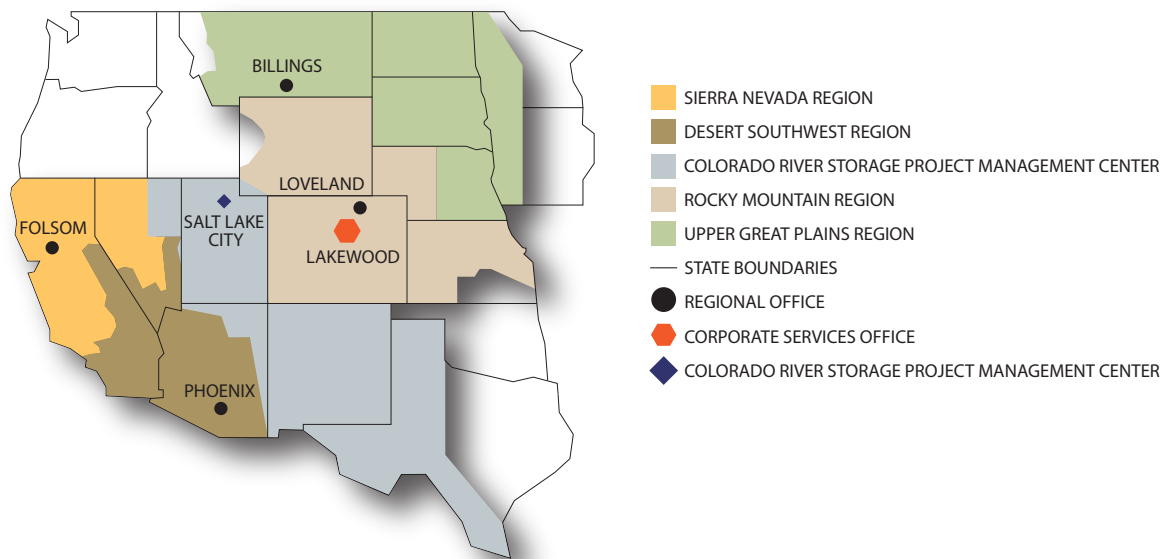 BILLINGS
LOVELAND
SALT LAKE
CITY
FOLSOM
LAKEWOOD
PHOENIX
SIERRA NEVADA REGION
DESERT SOUTHWEST REGION
COLORADO RIVER STORAGE PROJECT MANAGEMENT CENTER
ROCKY MOUNTAIN REGION
UPPER GREAT PLAINS REGION
STATE BOUNDARIES
REGIONAL OFFICE
CORPORATE SERVICES OFFICE
COLORADO RIVER STORAGE PROJECT MANAGEMENT CENTER